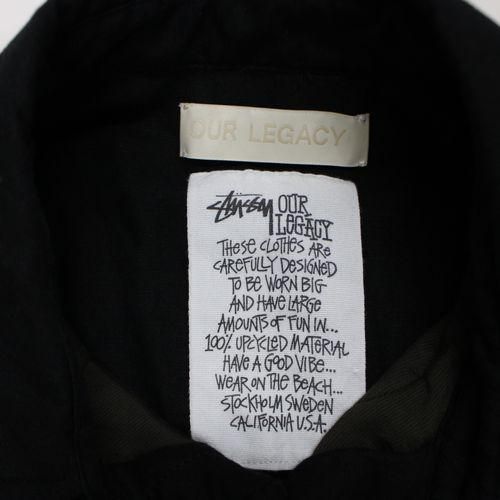 OUR LEGACY
Stüssy OUR
LEGACY
THESE CLOTHES ARE
CAREFULLY DESIGNED
TO BE WORN BIG
AND HAVE LARGE
AMOUNTS OF FUN IN...
100% UPCYCLED MATERIAL
HAVE A GOOD VIBE...
WEAR ON THE BEACH...
STOCKHOLM SWEDEN
CALIFORNIA U.S.A.